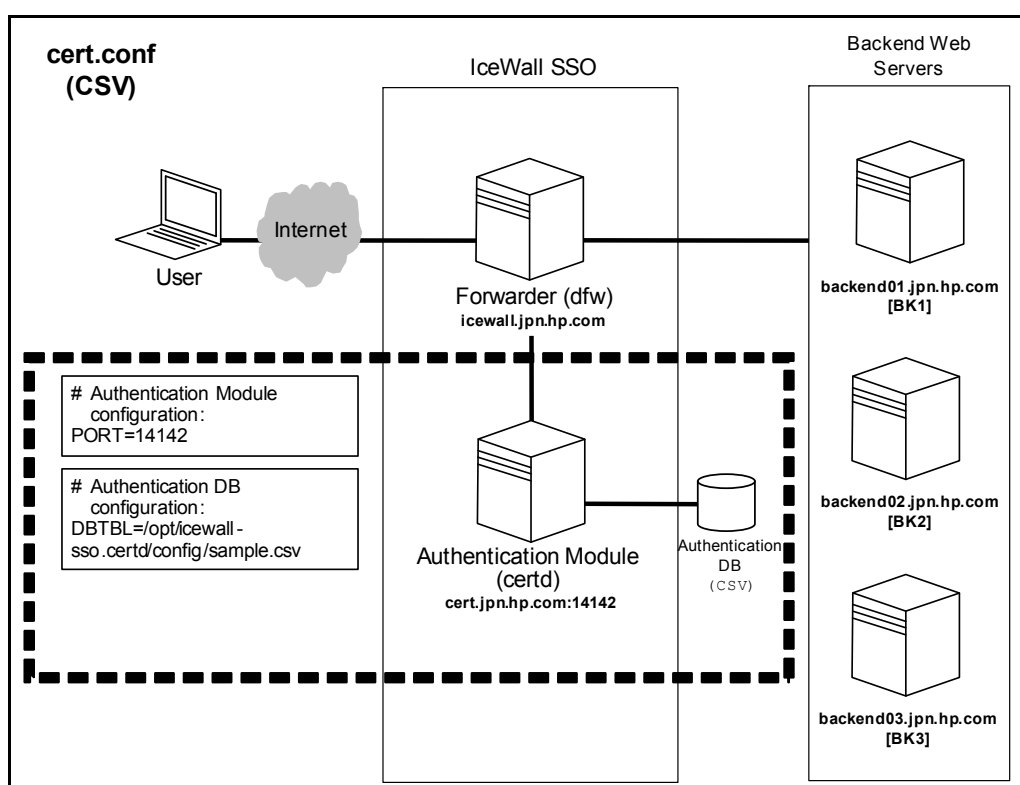 cert.conf
(CSV)
IceWall SSO
Backend Web
Servers
Internet
User
Forwarder (dfw)
icewall.jpn.hp.com
backend01.jpn.hp.com
[BK1]
# Authentication Module
configuration:
PORT=14142
# Authentication DB
configuration:
DBTBL=/opt/icewall-
sso.certd/config/sample.csv
Authentication Module
(certd)
cert.jpn.hp.com:14142
Authentication
DB
(CSV)
backend02.jpn.hp.com
[BK2]
backend03.jpn.hp.com
[BK3]